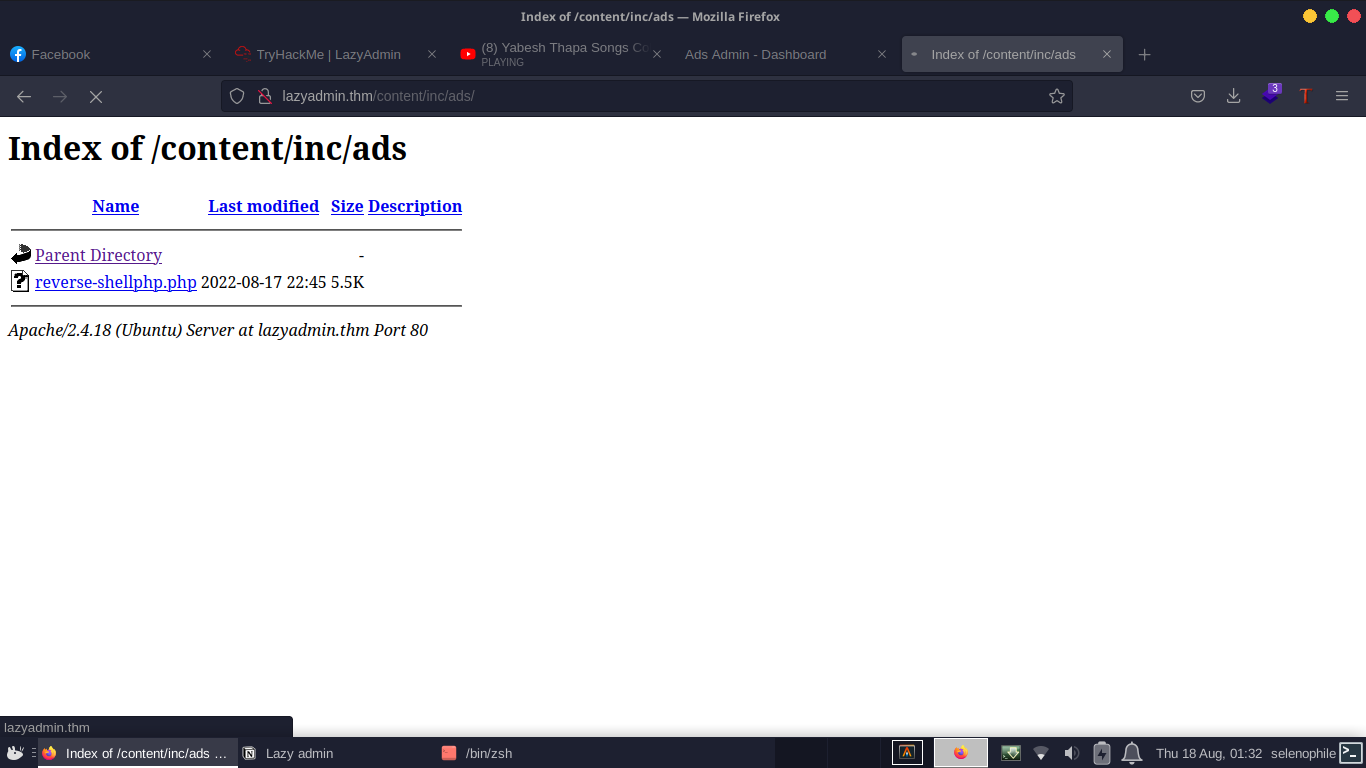 Index of /content/inc/ads — Mozilla Firefox
Facebook
TryHackMe | LazyAdmin
(8) Yabesh Thapa Songs Co
PLAYING
Ads Admin - Dashboard
Index of /content/inc/ads
lazyadmin.thm/content/inc/ads/
3
Index of /content/inc/ads
Name Last modified Size Description
Parent Directory -
reverse-shellphp.php 2022-08-17 22:45 5.5K
Apache/2.4.18 (Ubuntu) Server at lazyadmin.thm Port 80
lazyadmin.thm
Index of /content/inc/ads ...
Lazy admin
/bin/zsh
Thu 18 Aug, 01:32
selenophile